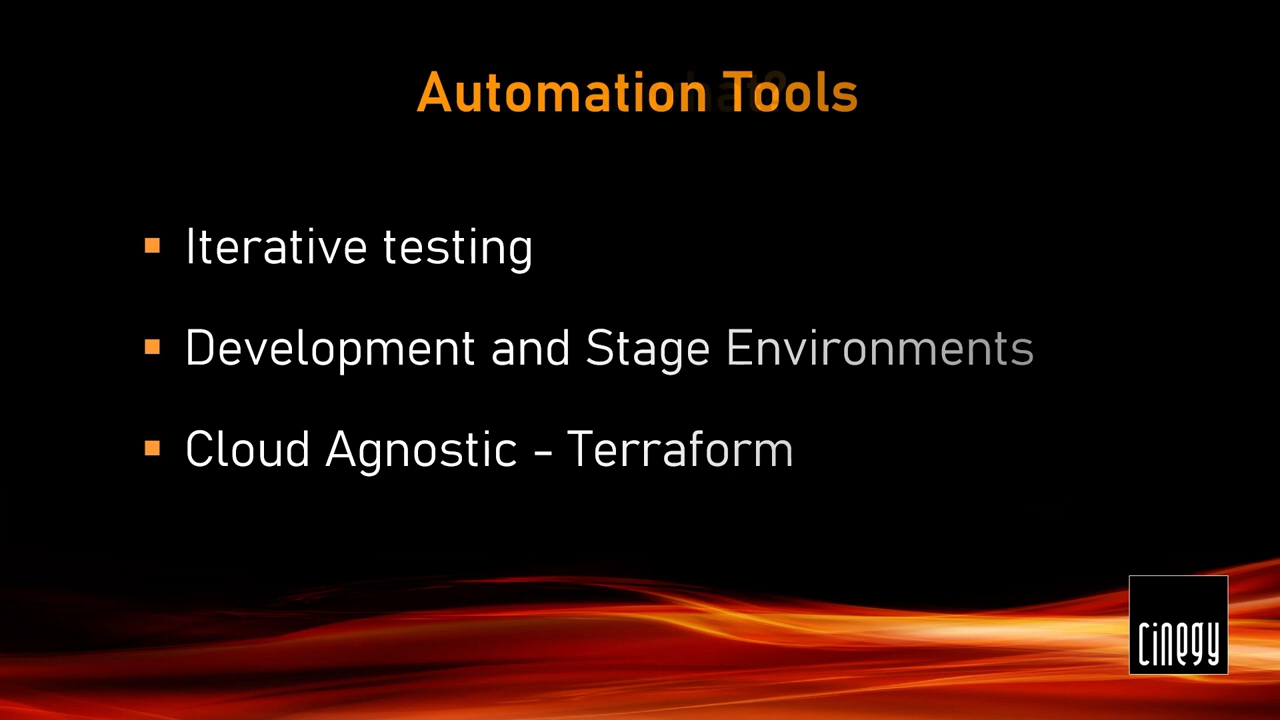 Automation Tools
Iterative testing
Development and Stage Environments
Cloud Agnostic - Terraform
cinegy